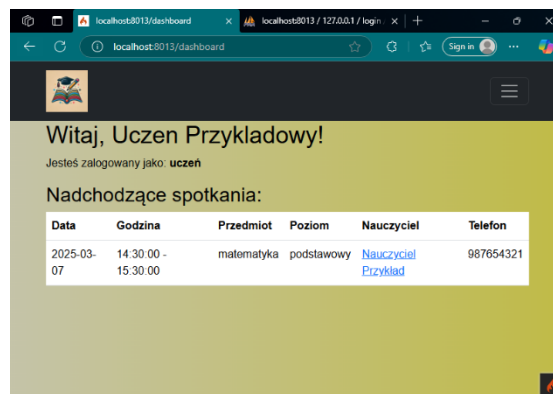 localhost:8013/dashboard
localhost:8013 / 127.0.0.1 / login
localhost:8013/dashboard
Sign in
Witaj, Uczen Przykladowy!
Jesteś zalogowany jako: uczeń
Nadchodzące spotkania:
Data Godzina Przedmiot Poziom Nauczyciel Telefon
2025-03-07 14:30:00 - 15:30:00 matematyka podstawowy Nauczyciel Przykład 987654321